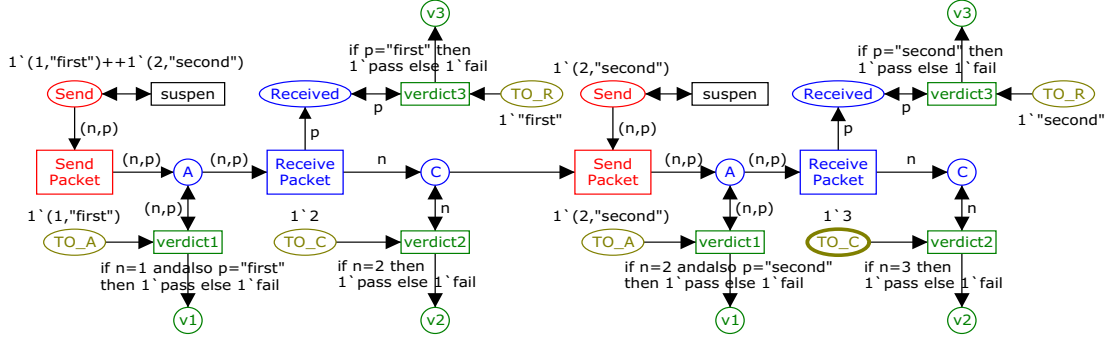 v3
v3
if p="first" then
1`pass else 1`fail
if p="second" then
1`pass else 1`fail
1`(1,"first")++1`(2,"second")
1`(2,"second")
Send
suspen
Received
p
verdict3
TO_R
Send
suspen
Received
p
verdict3
TO_R
1`"first"
1`"second"
(n,p)
p
(n,p)
p
Send
Packet
(n,p)
A
(n,p)
Receive
Packet
n
C
Send
Packet
(n,p)
A
(n,p)
Receive
Packet
n
C
1`(1,"first")
(n,p)
1`2
n
1`(2,"second")
(n,p)
1`3
n
TO_A
verdict1
TO_C
verdict2
TO_A
verdict1
TO_C
verdict2
if n=1 andalso p="first"
then 1`pass else 1`fail
if n=2 then
1`pass else 1`fail
if n=2 andalso p="second"
then 1`pass else 1`fail
if n=3 then
1`pass else 1`fail
v1
v2
v1
v2